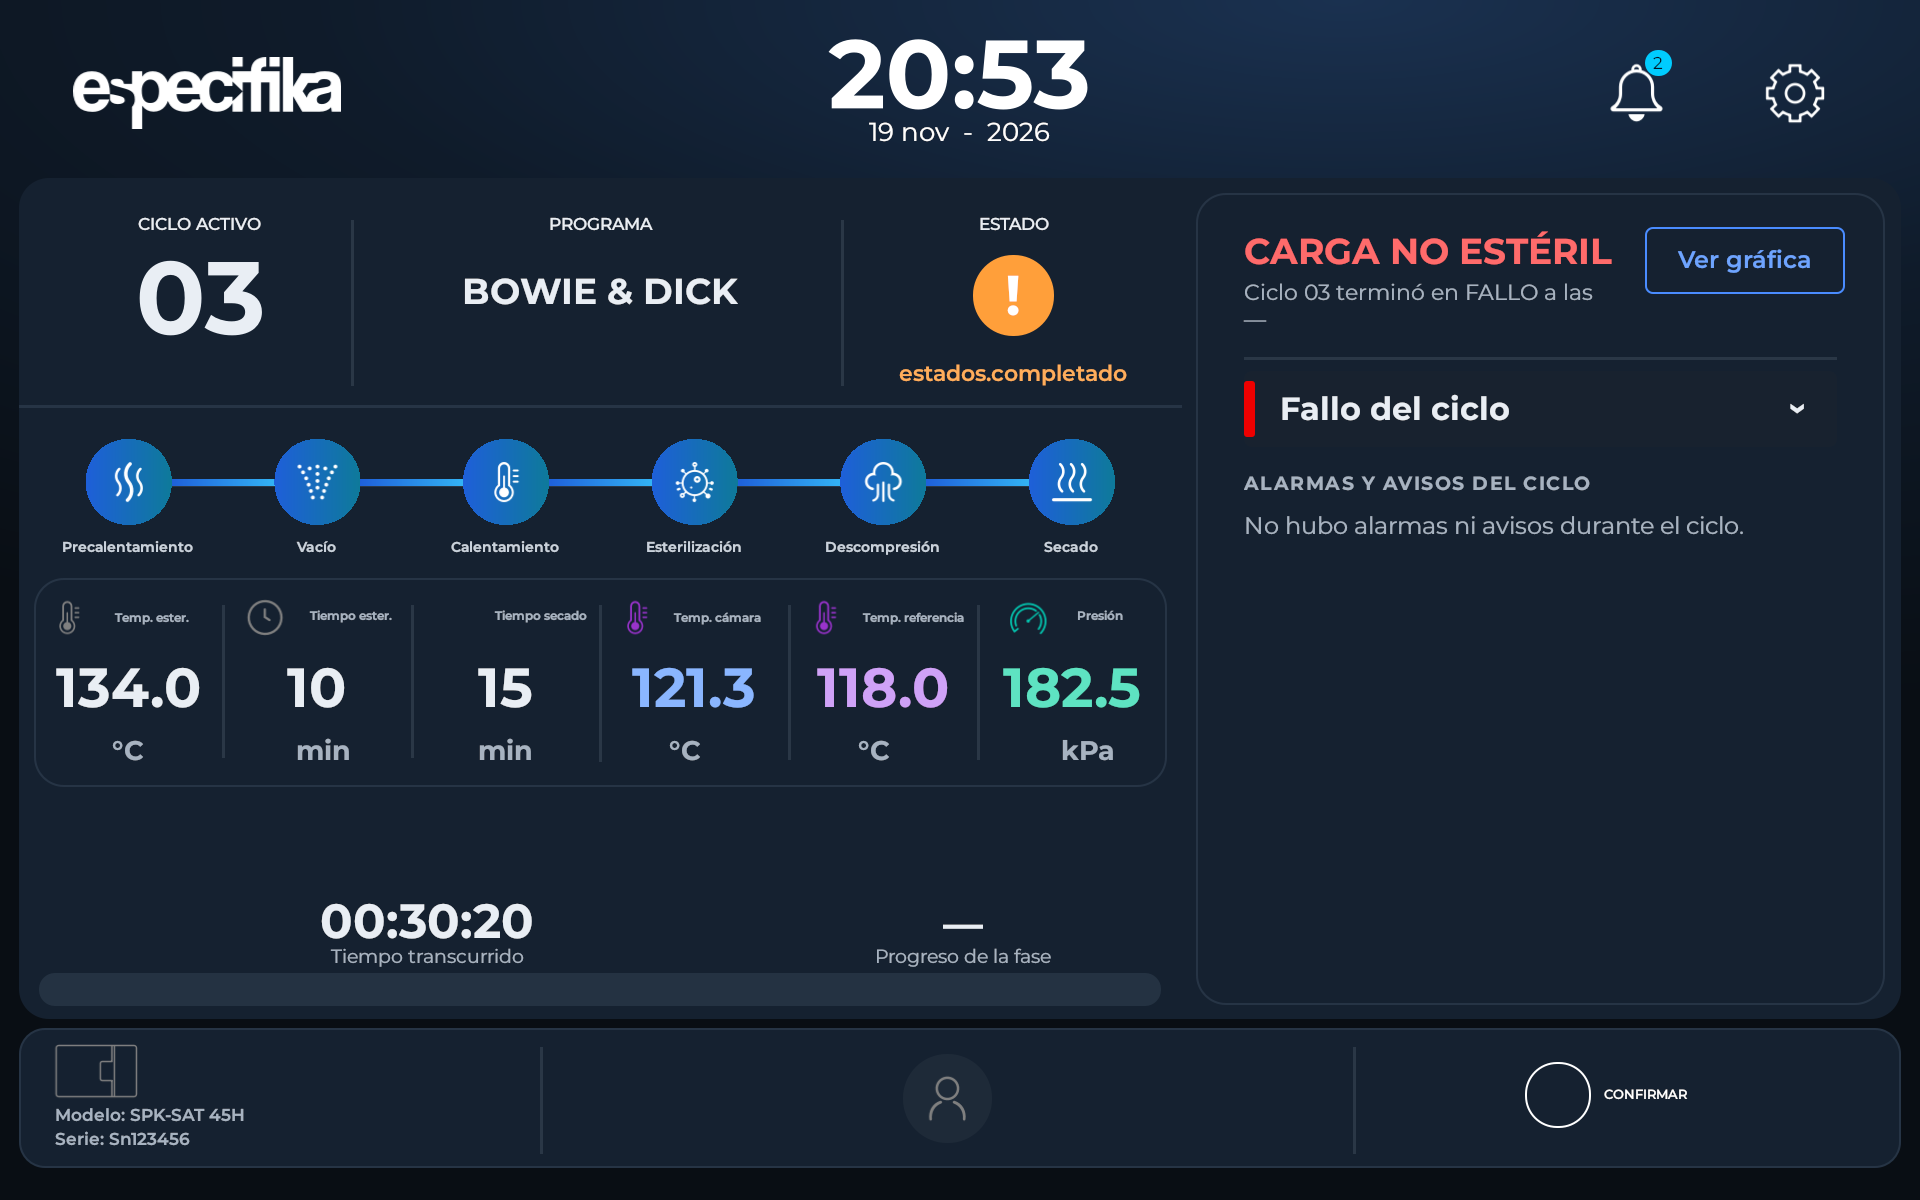 especifika
20:53
19 nov - 2026
2
CICLO ACTIVO
03
PROGRAMA
BOWIE & DICK
ESTADO
!
estados.completado
Precalentamiento
Vacío
Calentamiento
Esterilización
Descompresión
Secado
Temp. ester.
134.0
°C
Tiempo ester.
10
min
Tiempo secado
15
min
Temp. cámara
121.3
°C
Temp. referencia
118.0
°C
Presión
182.5
kPa
00:30:20
Tiempo transcurrido
—
Progreso de la fase
CARGA NO ESTÉRIL
Ciclo 03 terminó en FALLO a las
—
Ver gráfica
Fallo del ciclo
ALARMAS Y AVISOS DEL CICLO
No hubo alarmas ni avisos durante el ciclo.
Modelo: SPK-SAT 45H
Serie: Sn123456
CONFIRMAR